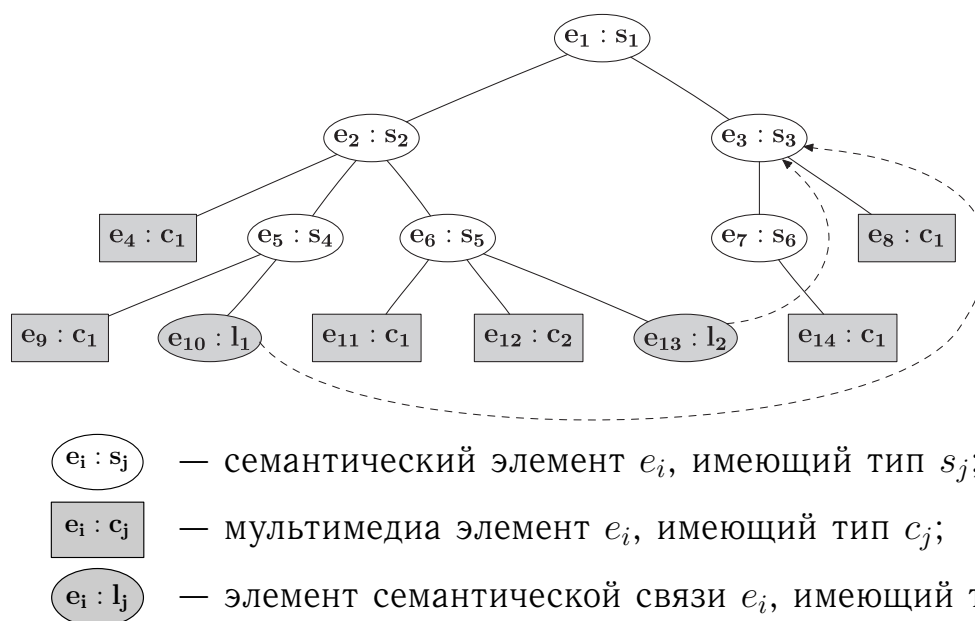 e₁ : s₁
e₂ : s₂ e₃ : s₃
e₄ : c₁ e₅ : s₄ e₆ : s₅ e₇ : s₆ e₈ : c₁
e₉ : c₁ e₁₀ : l₁ e₁₁ : c₁ e₁₂ : c₂ e₁₃ : l₂ e₁₄ : c₁
eᵢ : sⱼ — семантический элемент eᵢ, имеющий тип sⱼ;
eᵢ : cⱼ — мультимедиа элемент eᵢ, имеющий тип cⱼ;
eᵢ : lⱼ — элемент семантической связи eᵢ, имеющий